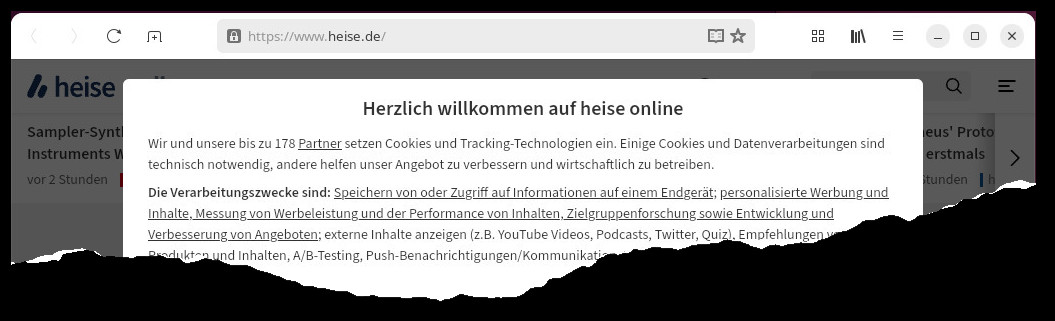 https://www.heise.de/
heise
Sampler-Synt
Instruments W
vor 2 Stunden
Herzlich willkommen auf heise online
Wir und unsere bis zu 178 Partner setzen Cookies und Tracking-Technologien ein. Einige Cookies und Datenverarbeitungen sind
technisch notwendig, andere helfen unser Angebot zu verbessern und wirtschaftlich zu betreiben.
Die Verarbeitungszwecke sind: Speichern von oder Zugriff auf Informationen auf einem Endgerät; personalisierte Werbung und
Inhalte, Messung von Werbeleistung und der Performance von Inhalten, Zielgruppenforschung sowie Entwicklung und
Verbesserung von Angeboten; externe Inhalte anzeigen (z.B. YouTube Videos, Podcasts, Twitter, Quiz), Empfehlungen
Produkten und Inhalten, A/B-Testing, Push-Benachrichtigungen/Kommunikati
neus' Proto
erstmals
Stunden
h